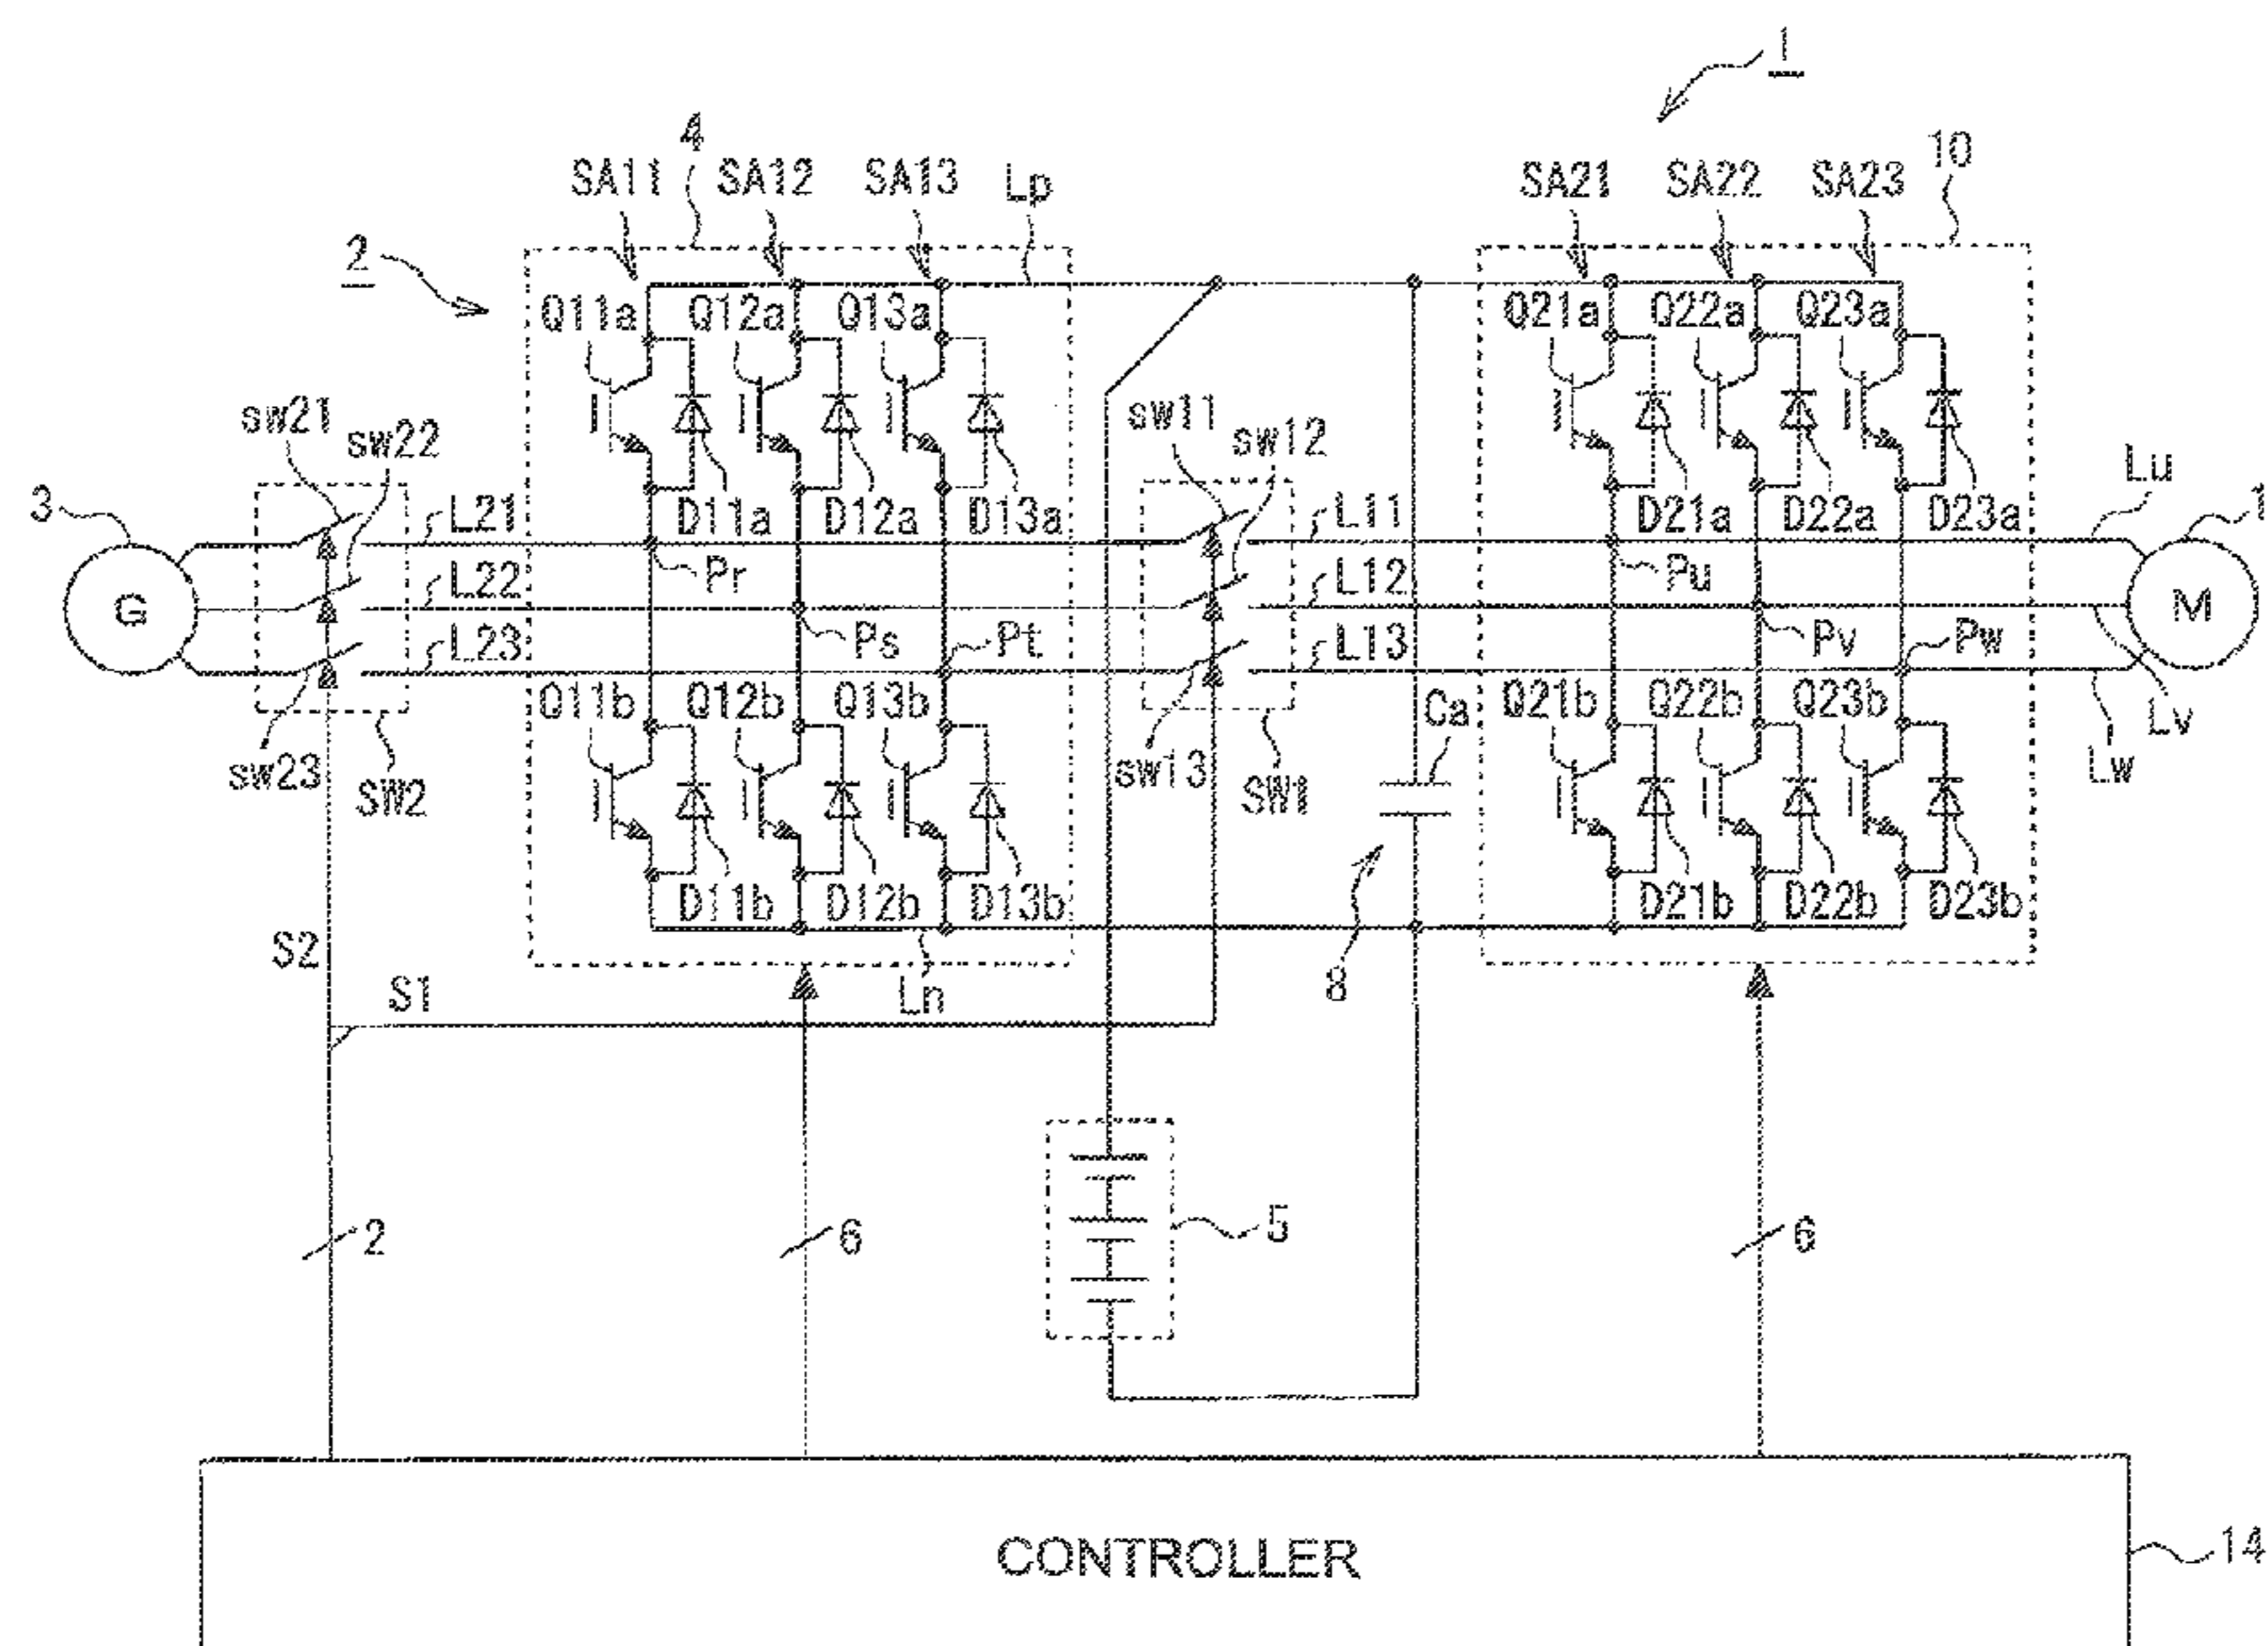 1
4
10
SA11 SA12 SA13 Lp SA21 SA22 SA23
2
Q11a Q12a Q13a Q21a Q22a Q23a
sw21 sw22 sw11 sw12
Lu
3 L21 D11a D12a D13a L11 D21a D22a D23a 1
G L22 Pr L12 Pu M
L23 Ps Pt L13 Pv Pw
Q11b Q12b Q13b Ca Q21b Q22b Q23b Lv
sw23 SW2 sw13 SW1 Lw
D11b D12b D13b D21b D22b D23b
S2
S1 Ln 8
2 6 5 6
CONTROLLER 14